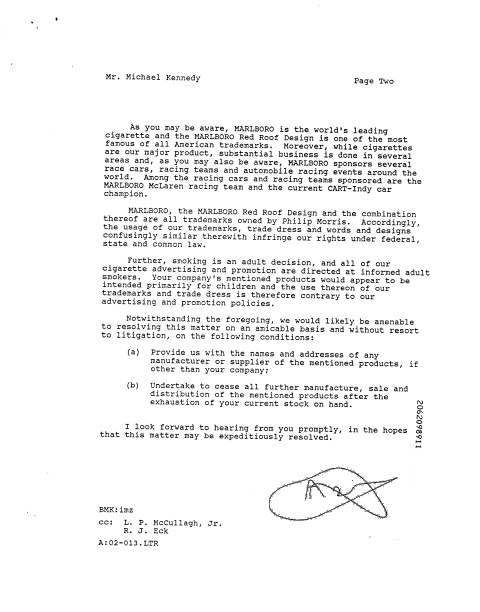 Mr. Michael Kennedy
Page Two
As you may be aware, MARLBORO is the world's leading
cigarette and the MARLBORO Red Roof Design is one of the most
famous of all American trademarks. Moreover, while cigarettes
are our major product, substantial business is done in several
areas and, as you may also be aware, MARLBORO sponsors several
race cars, racing teams and automobile racing events around the
world. Among the racing cars and racing teams sponsored are the
MARLBORO McLaren racing team and the current CART-Indy car
champion.
MARLBORO, the MARLBORO Red Roof Design and the combination
thereof are all trademarks owned by Philip Morris. Accordingly,
the usage of our trademarks, trade dress and words and designs
confusingly similar therewith infringe our rights under federal,
state and common law.
Further, smoking is an adult decision, and all of our
cigarette advertising and promotion are directed at informed adult
smokers. Your company's mentioned products would appear to be
intended primarily for children and the use thereon of our
trademarks and trade dress is therefore contrary to our
advertising and promotion policies.
Notwithstanding the foregoing, we would likely be amenable
to resolving this matter on an amicable basis and without resort
to litigation, on the following conditions:
(a) Provide us with the names and addresses of any
manufacturer or supplier of the mentioned products, if
other than your company;
(b) Undertake to cease all further manufacture, sale and
distribution of the mentioned products after the
exhaustion of your current stock on hand.
I look forward to hearing from you promptly, in the hopes
that this matter may be expeditiously resolved.
2062098911
BMK:imz
cc: L. P. McCullagh, Jr.
R. J. Eck
A:02-013.LTR